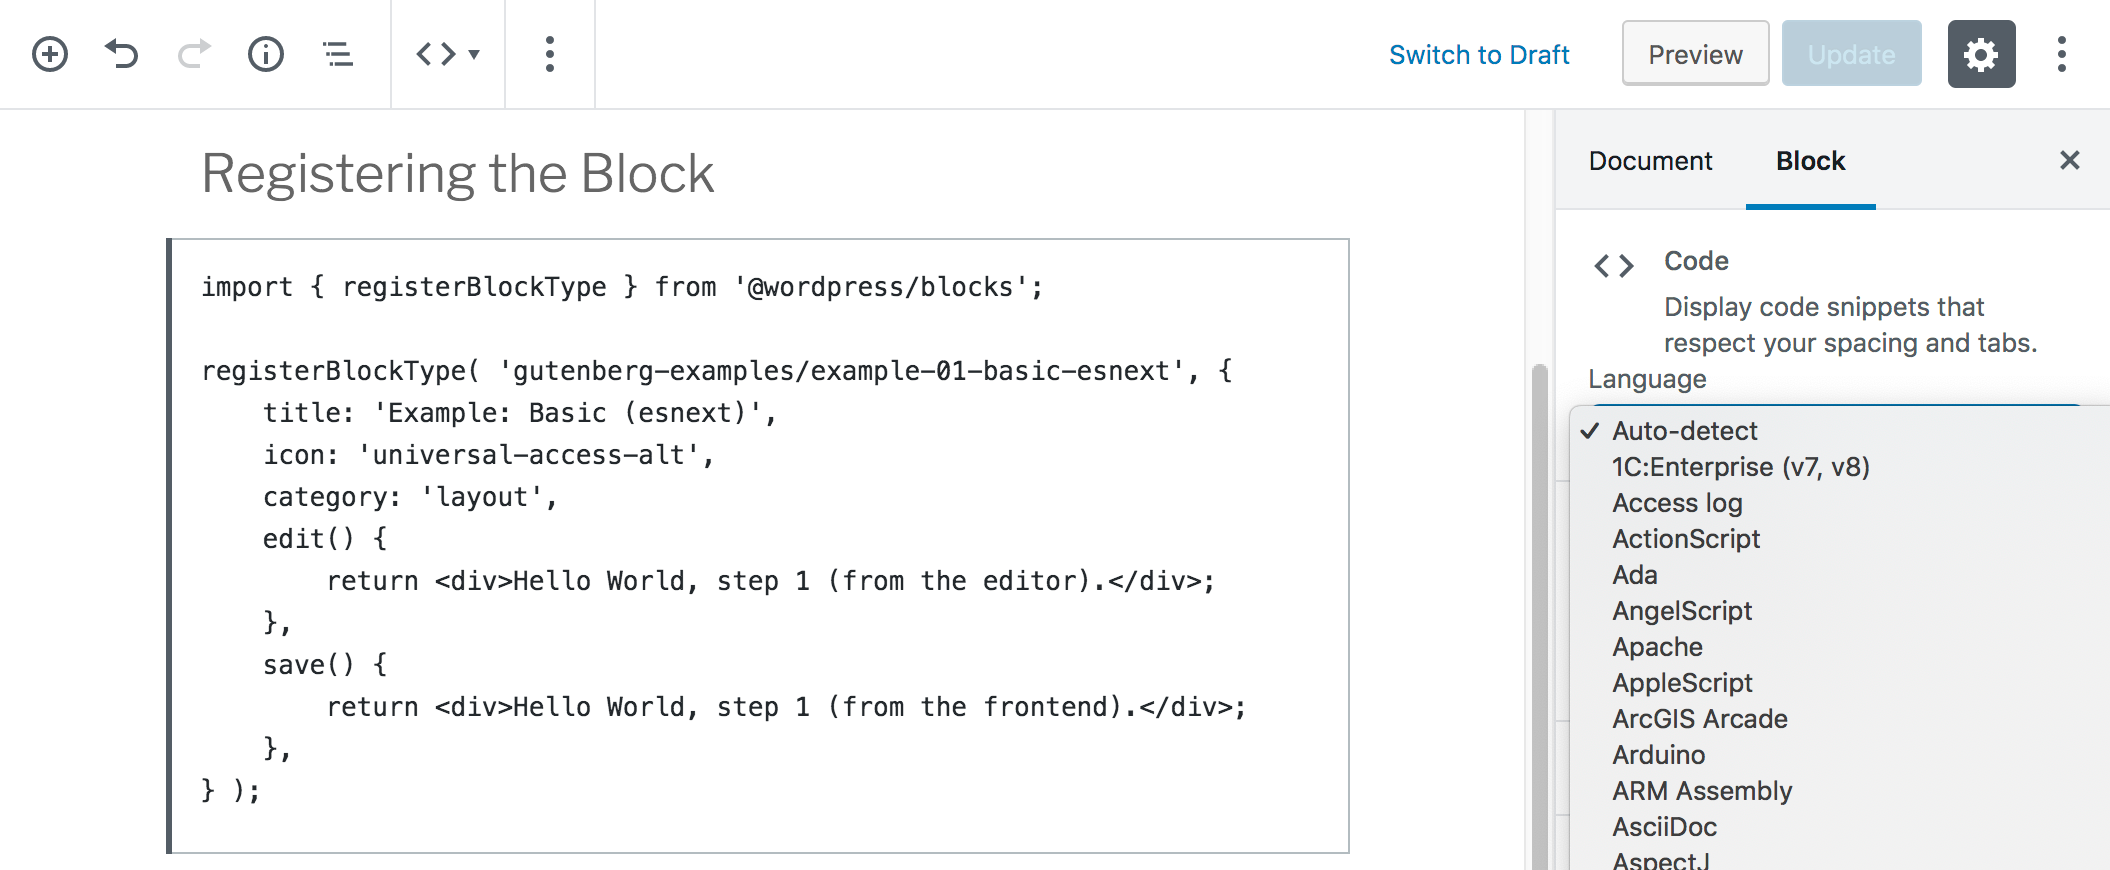 Switch to Draft
Preview
Update
Registering the Block
import { registerBlockType } from '@wordpress/blocks';
registerBlockType( 'gutenberg-examples/example-01-basic-esnext', {
    title: 'Example: Basic (esnext)',
    icon: 'universal-access-alt',
    category: 'layout',
    edit() {
        return <div>Hello World, step 1 (from the editor).</div>;
    },
    save() {
        return <div>Hello World, step 1 (from the frontend).</div>;
    },
} );
Document
Block
Code
Display code snippets that
respect your spacing and tabs.
Language
Auto-detect
1C:Enterprise (v7, v8)
Access log
ActionScript
Ada
AngelScript
Apache
AppleScript
ArcGIS Arcade
Arduino
ARM Assembly
AsciiDoc
AspectJ